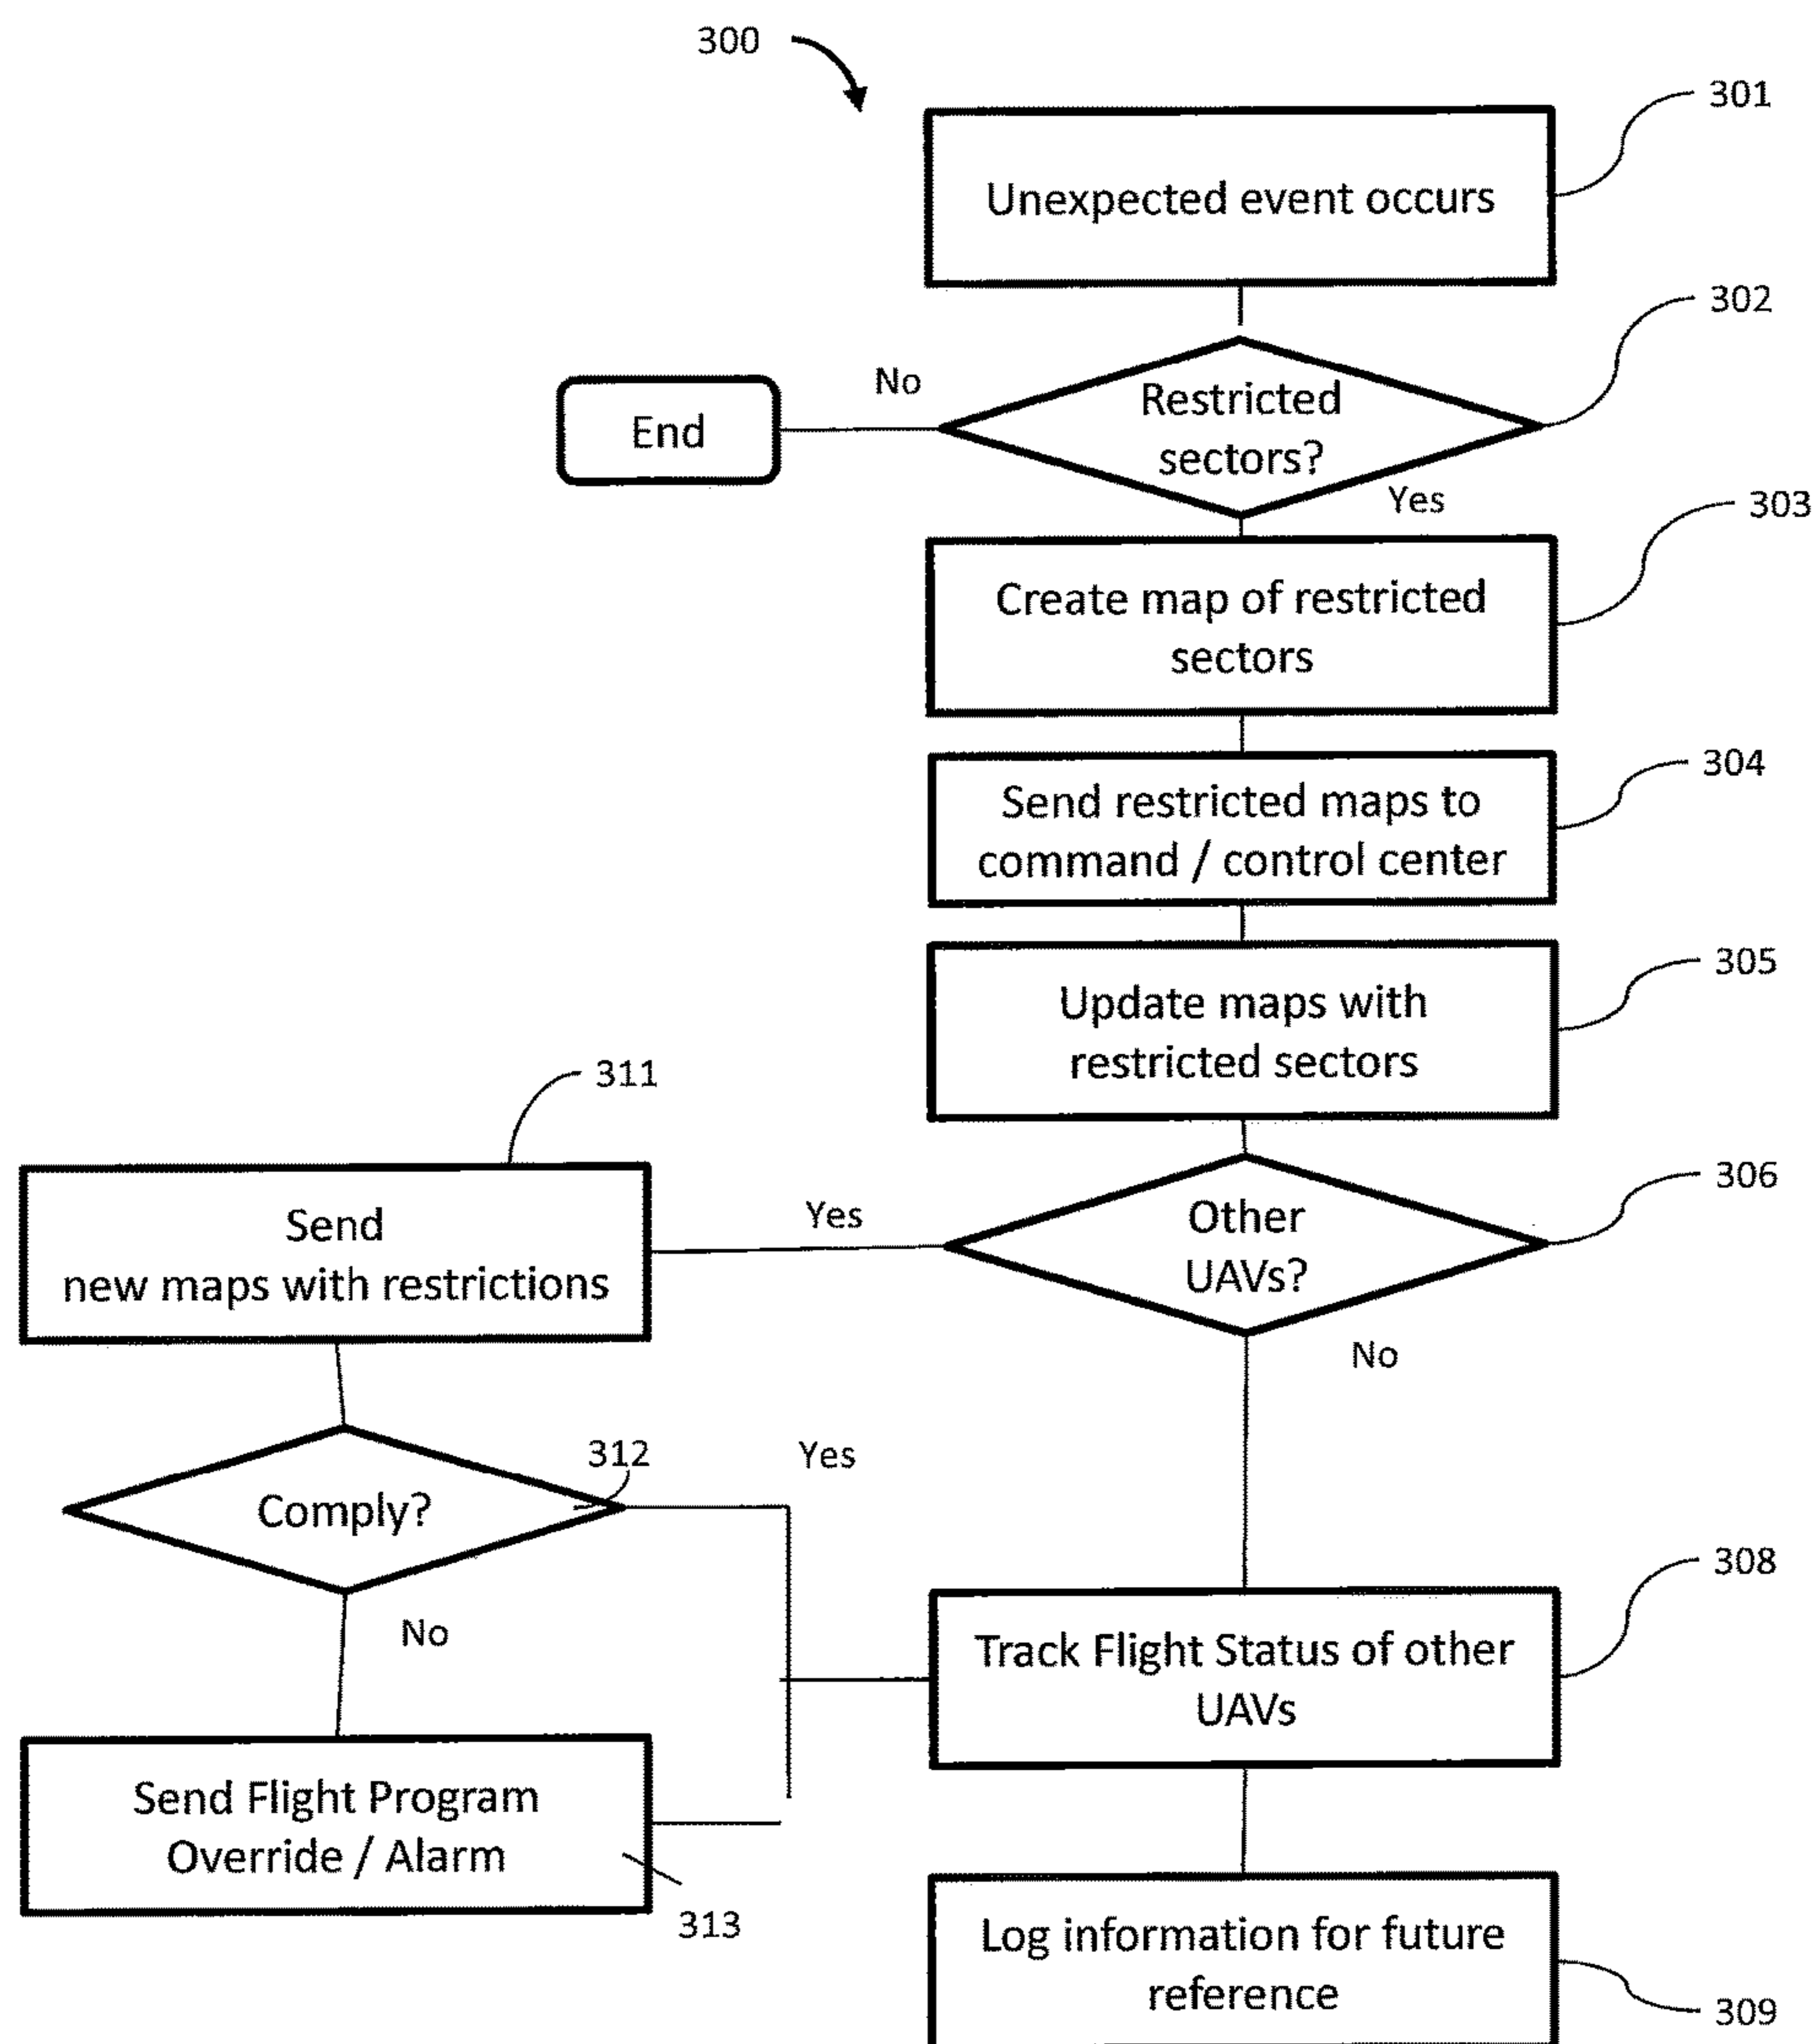 300
301
Unexpected event occurs
302
No
Restricted
sectors?
End
Yes
303
Create map of restricted
sectors
304
Send restricted maps to
command / control center
305
Update maps with
restricted sectors
311
306
Send
new maps with restrictions
Yes
Other
UAVs?
No
312
Yes
Comply?
308
No
Track Flight Status of other
UAVs
Send Flight Program
Override / Alarm
313
Log information for future
reference
309